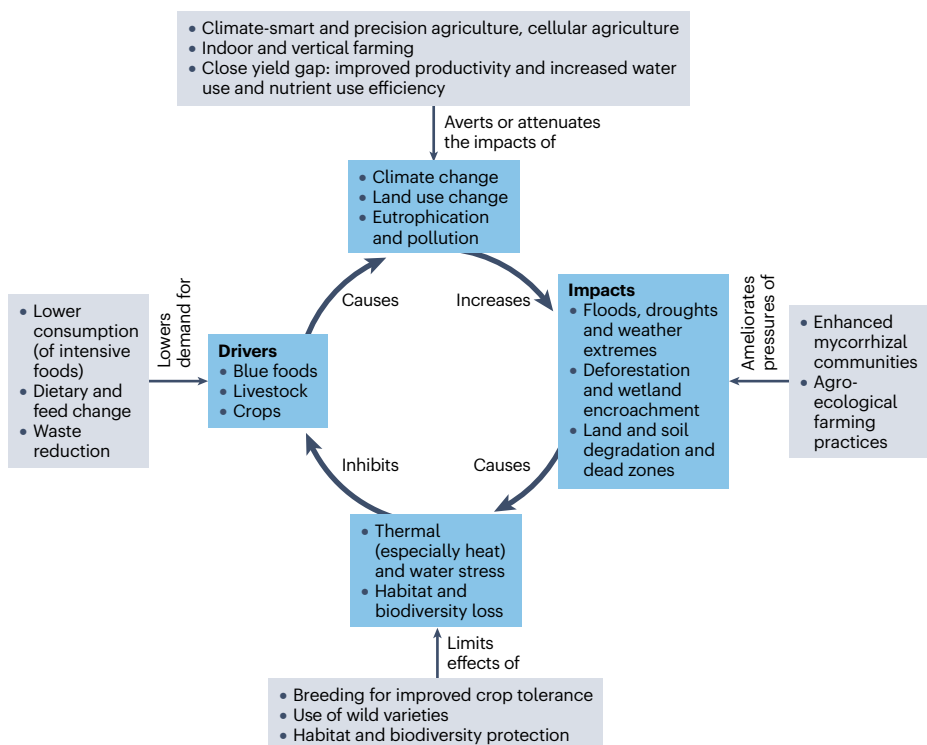 • Climate-smart and precision agriculture, cellular agriculture
• Indoor and vertical farming
• Close yield gap: improved productivity and increased water
use and nutrient use efficiency
Averts or attenuates
the impacts of
• Climate change
• Land use change
• Eutrophication
and pollution
Causes
Increases
• Lower
consumption
(of intensive
foods)
• Dietary and
feed change
• Waste
reduction
Lowers
demand for
Drivers
• Blue foods
• Livestock
• Crops
Impacts
• Floods, droughts
and weather
extremes
• Deforestation
and wetland
encroachment
• Land and soil
degradation and
dead zones
Ameliorates
pressures of
• Enhanced
mycorrhizal
communities
• Agro-
ecological
farming
practices
Inhibits
Causes
• Thermal
(especially heat)
and water stress
• Habitat and
biodiversity loss
Limits
effects of
• Breeding for improved crop tolerance
• Use of wild varieties
• Habitat and biodiversity protection